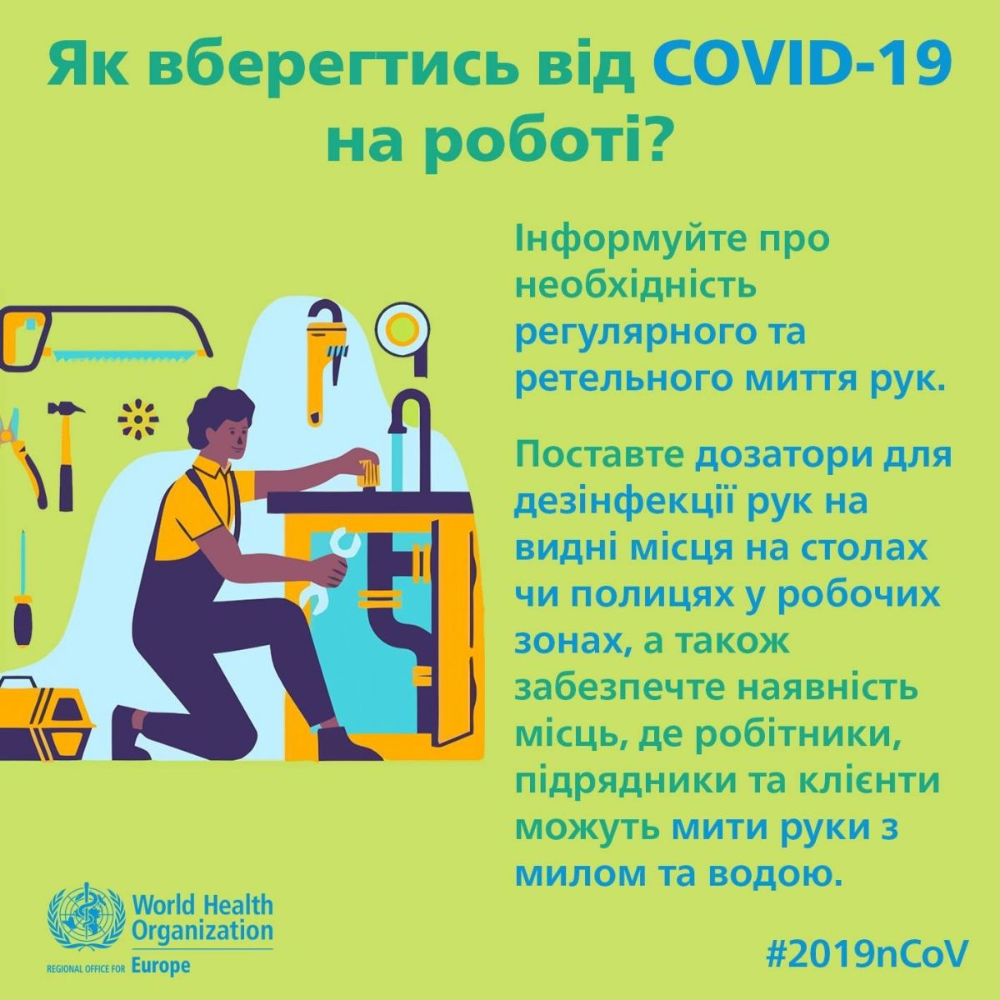 Як вберегтись від COVID-19
на роботі?
Інформуйте про
необхідність
регулярного та
ретельного миття рук.
Поставте дозатори для
дезінфекції рук на
видні місця на столах
чи полицях у робочих
зонах, а також
забезпечте наявність
місць, де робітники,
підрядники та клієнти
можуть мити руки з
милом та водою.
World Health
Organization
REGIONAL OFFICE FOR Europe
#2019nCoV